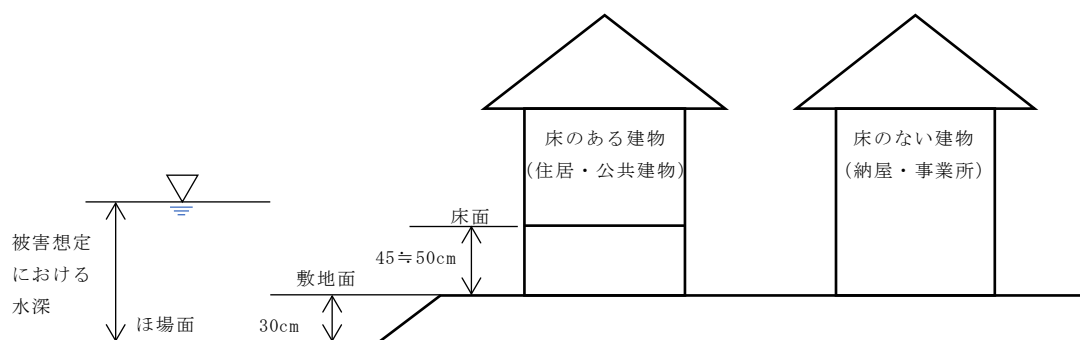 床のある建物
(住居・公共建物)
床のない建物
(納屋・事業所)
床面
45≒50cm
被害想定
における
水深
敷地面
30cm
ほ場面